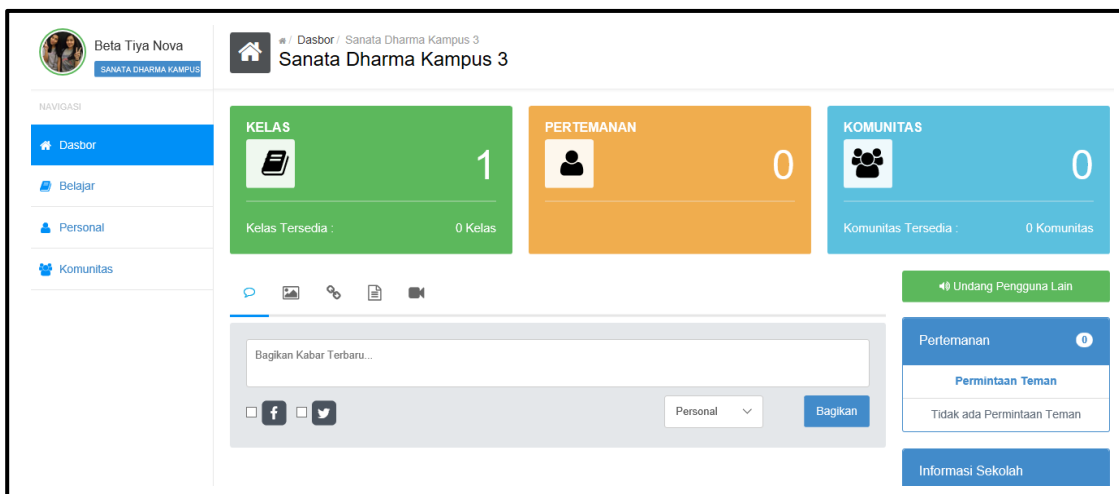 Beta Tiya Nova
SANATA DHARMA KAMPUS
NAVIGASI
Dasbor
Belajar
Personal
Komunitas
/ Dasbor / Sanata Dharma Kampus 3
Sanata Dharma Kampus 3
KELAS
1
Kelas Tersedia : 0 Kelas
PERTEMANAN
0
KOMUNITAS
0
Komunitas Tersedia : 0 Komunitas
Bagikan Kabar Terbaru...
Personal
Bagikan
Undang Pengguna Lain
Pertemanan 0
Permintaan Teman
Tidak ada Permintaan Teman
Informasi Sekolah